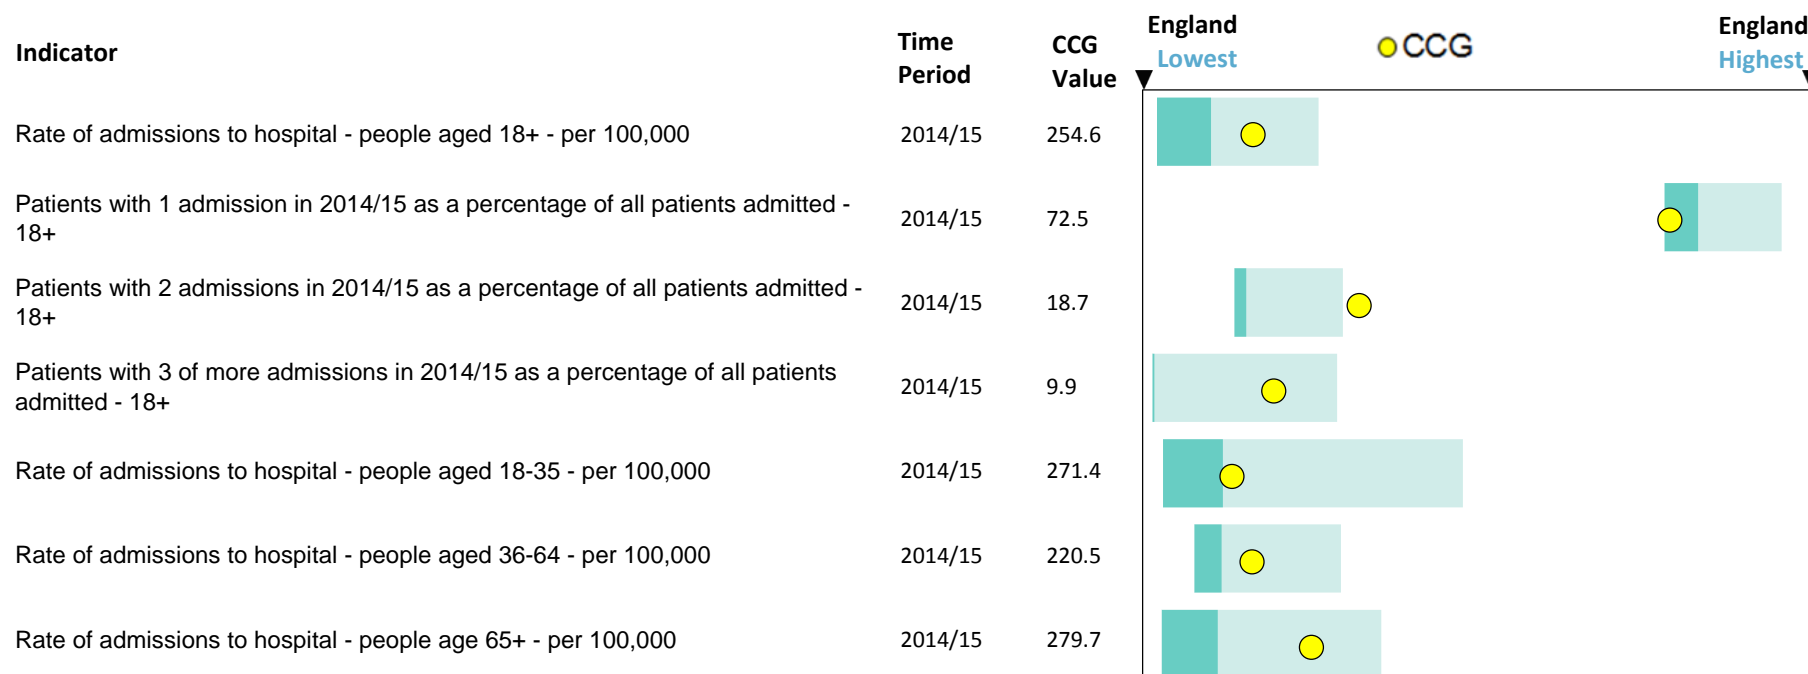 Indicator
Time
Period
CCG
Value
England
Lowest
CCG
England
Highest
Rate of admissions to hospital - people aged 18+ - per 100,000 2014/15 254.6
Patients with 1 admission in 2014/15 as a percentage of all patients admitted -
18+
2014/15 72.5
Patients with 2 admissions in 2014/15 as a percentage of all patients admitted -
18+
2014/15 18.7
Patients with 3 of more admissions in 2014/15 as a percentage of all patients
admitted - 18+
2014/15 9.9
Rate of admissions to hospital - people aged 18-35 - per 100,000 2014/15 271.4
Rate of admissions to hospital - people aged 36-64 - per 100,000 2014/15 220.5
Rate of admissions to hospital - people age 65+ - per 100,000 2014/15 279.7